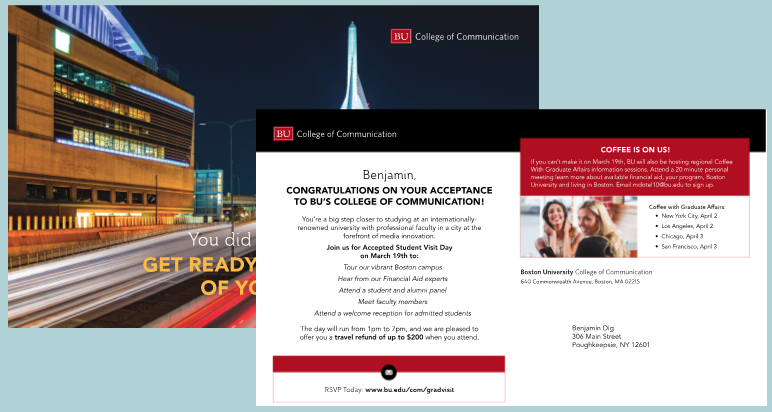 BU College of Communication
You did
GET READY
OF YO
BU College of Communication
Benjamin,
CONGRATULATIONS ON YOUR ACCEPTANCE
TO BU'S COLLEGE OF COMMUNICATION!
You're a big step closer to studying at an internationally-
renowned university with professional faculty in a city at the
forefront of media innovation.
Join us for Accepted Student Visit Day
on March 19th to:
Tour our vibrant Boston campus
Hear from our Financial Aid experts
Attend a student and alumni panel
Meet faculty members
Attend a welcome reception for admitted students
The day will run from 1pm to 7pm, and we are pleased to
offer you a travel refund of up to $200 when you attend.
RSVP Today: www.bu.edu/com/gradvisit
COFFEE IS ON US!
If you can't make it on March 19th, BU will also be hosting regional Coffee
With Graduate Affairs information sessions. Attend a 20 minute personal
meeting learn more about available financial aid, your program, Boston
University and living in Boston. Email mdotal10@bu.edu to sign up.
Coffee with Graduate Affairs:
• New York City, April 2
• Los Angeles, April 2
• Chicago, April 3
• San Francisco, April 3
Boston University College of Communication
640 Commonwealth Avenue, Boston, MA 02215
Benjamin Dig
306 Main Street
Poughkeepsie, NY 12601